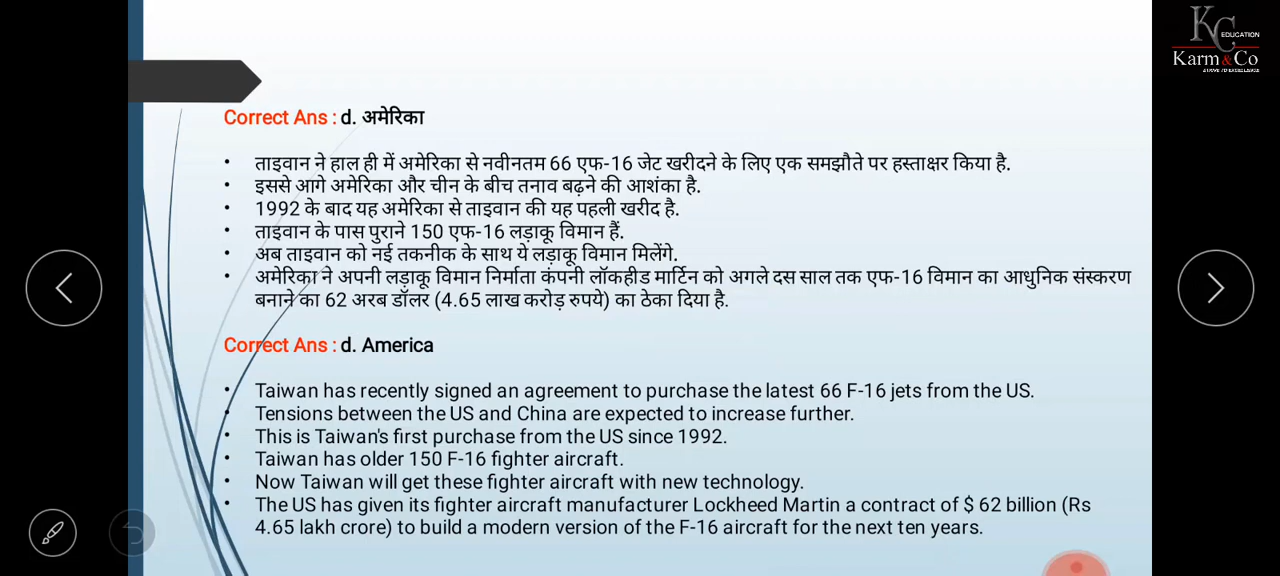 KC EDUCATION
Karm&Co
Correct Ans : d. अमेरिका
• ताइवान ने हाल ही में अमेरिका से नवीनतम 66 एफ-16 जेट खरीदने के लिए एक समझौते पर हस्ताक्षर किया है.
• इससे आगे अमेरिका और चीन के बीच तनाव बढ़ने की आशंका है.
• 1992 के बाद यह अमेरिका से ताइवान की यह पहली खरीद है.
• ताइवान के पास पुराने 150 एफ-16 लड़ाकू विमान हैं.
• अब ताइवान को नई तकनीक के साथ ये लड़ाकू विमान मिलेंगे.
• अमेरिका ने अपनी लड़ाकू विमान निर्माता कंपनी लॉकहीड मार्टिन को अगले दस साल तक एफ-16 विमान का आधुनिक संस्करण
बनाने का 62 अरब डॉलर (4.65 लाख करोड़ रुपये) का ठेका दिया है.
Correct Ans : d. America
• Taiwan has recently signed an agreement to purchase the latest 66 F-16 jets from the US.
• Tensions between the US and China are expected to increase further.
• This is Taiwan's first purchase from the US since 1992.
• Taiwan has older 150 F-16 fighter aircraft.
• Now Taiwan will get these fighter aircraft with new technology.
• The US has given its fighter aircraft manufacturer Lockheed Martin a contract of $ 62 billion (Rs
4.65 lakh crore) to build a modern version of the F-16 aircraft for the next ten years.